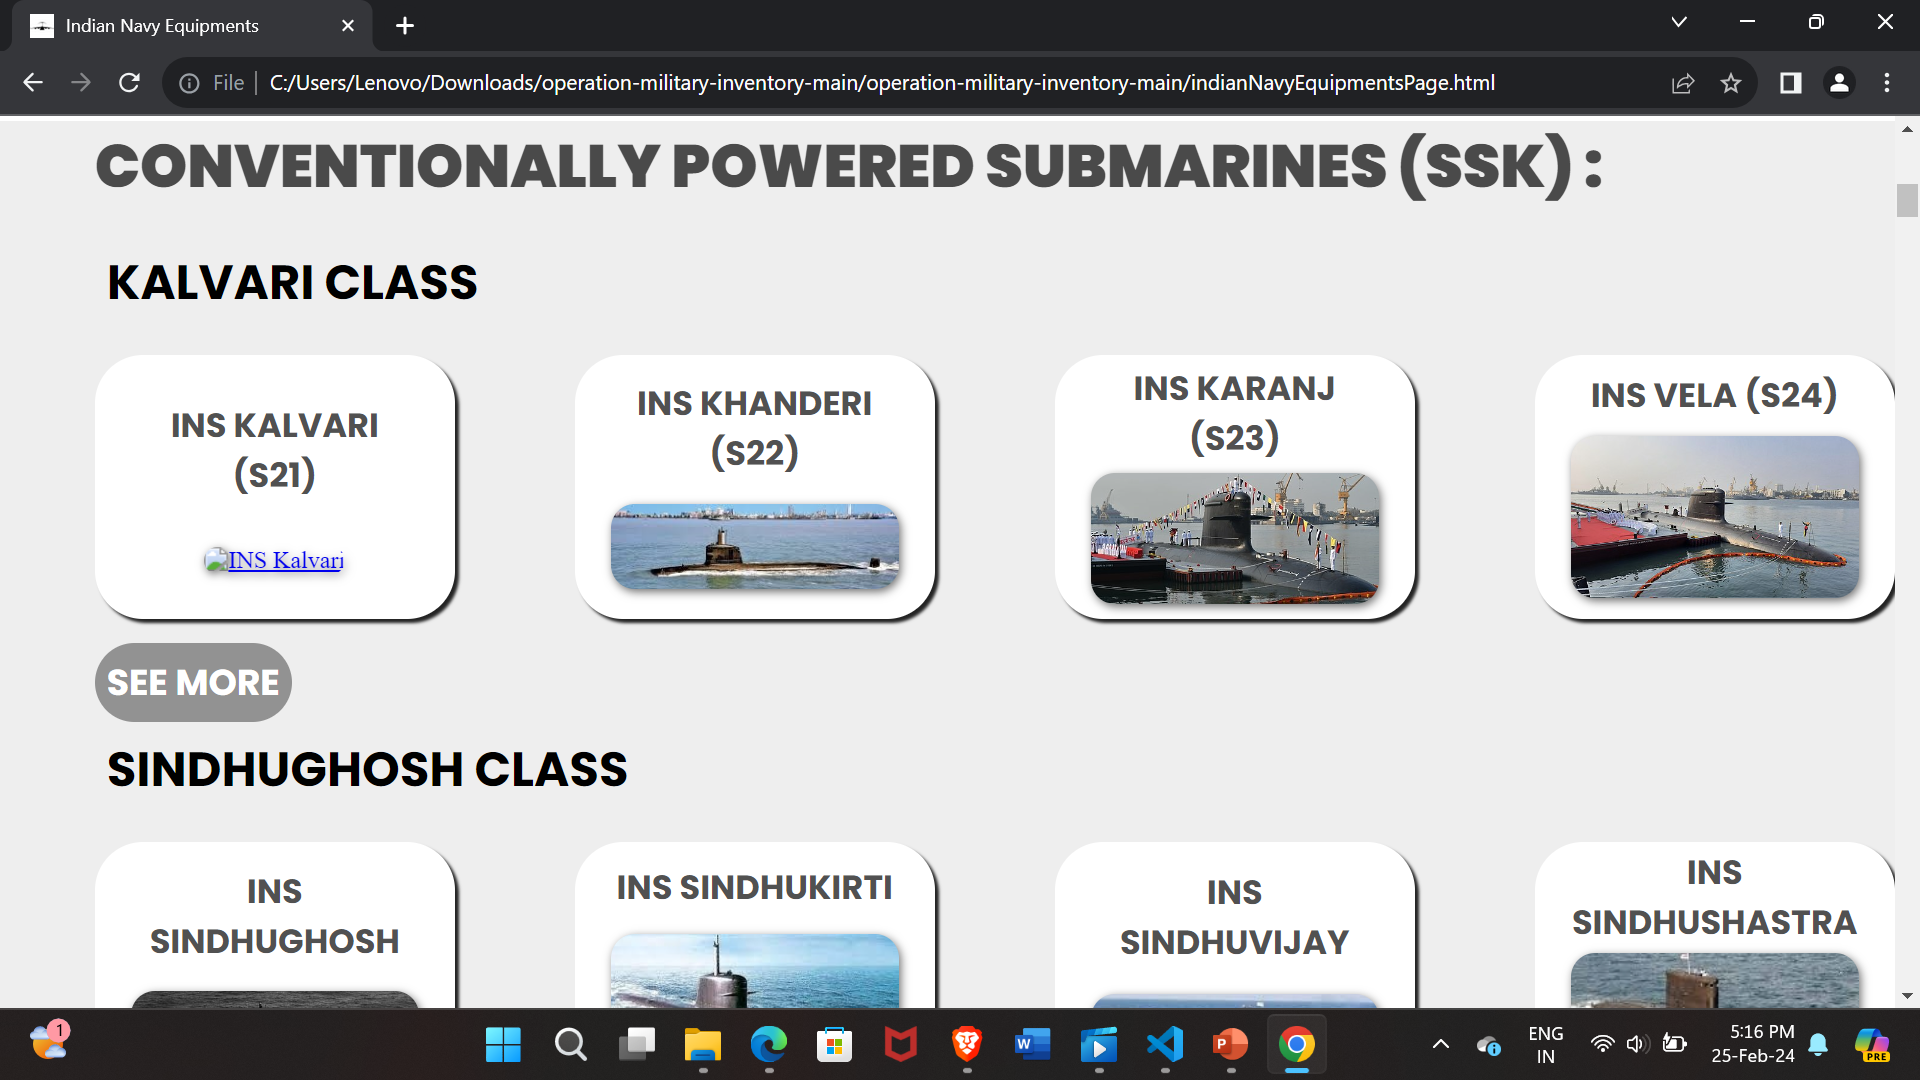 Indian Navy Equipments
File
C:/Users/Lenovo/Downloads/operation-military-inventory-main/operation-military-inventory-main/indianNavyEquipmentsPage.html
CONVENTIONALLY POWERED SUBMARINES (SSK) :
KALVARI CLASS
INS KALVARI
(S21)
INS Kalvari
INS KHANDERI
(S22)
INS KARANJ
(S23)
INS VELA (S24)
SEE MORE
SINDHUGHOSH CLASS
INS
SINDHUGHOSH
INS SINDHUKIRTI
INS
SINDHUVIJAY
INS
SINDHUSHASTRA
1
W
P
ENG
IN
5:16 PM
25-Feb-24
PRE